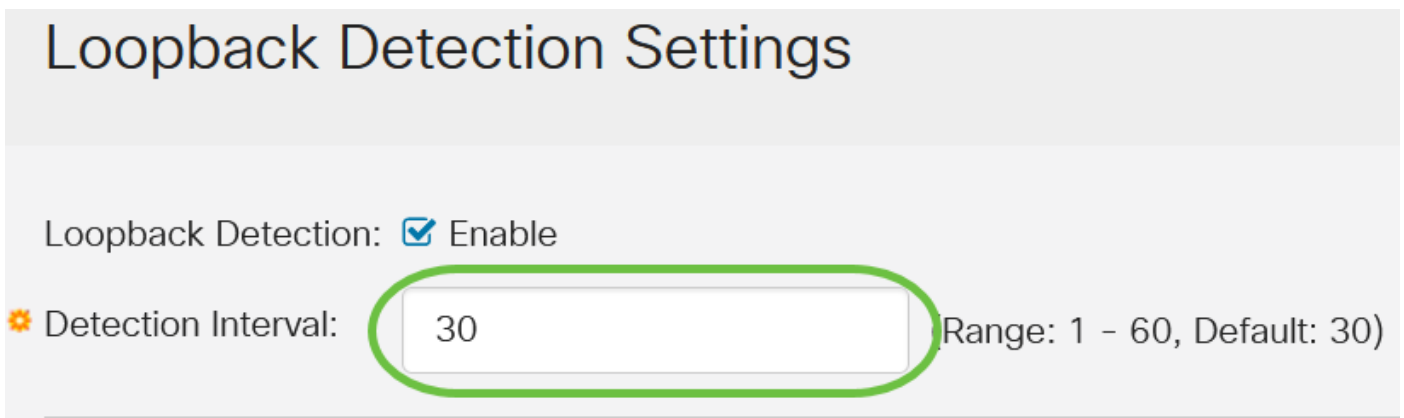 Loopback Detection Settings
Loopback Detection: Enable
Detection Interval: 30 (Range: 1 - 60, Default: 30)